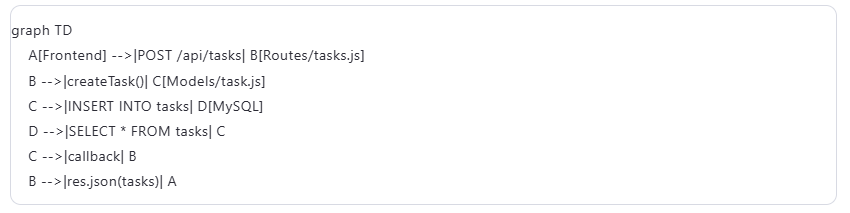 graph TD
A[Frontend] -->|POST /api/tasks| B[Routes/tasks.js]
B -->|createTask()| C[Models/task.js]
C -->|INSERT INTO tasks| D[MySQL]
D -->|SELECT * FROM tasks| C
C -->|callback| B
B -->|res.json(tasks)| A